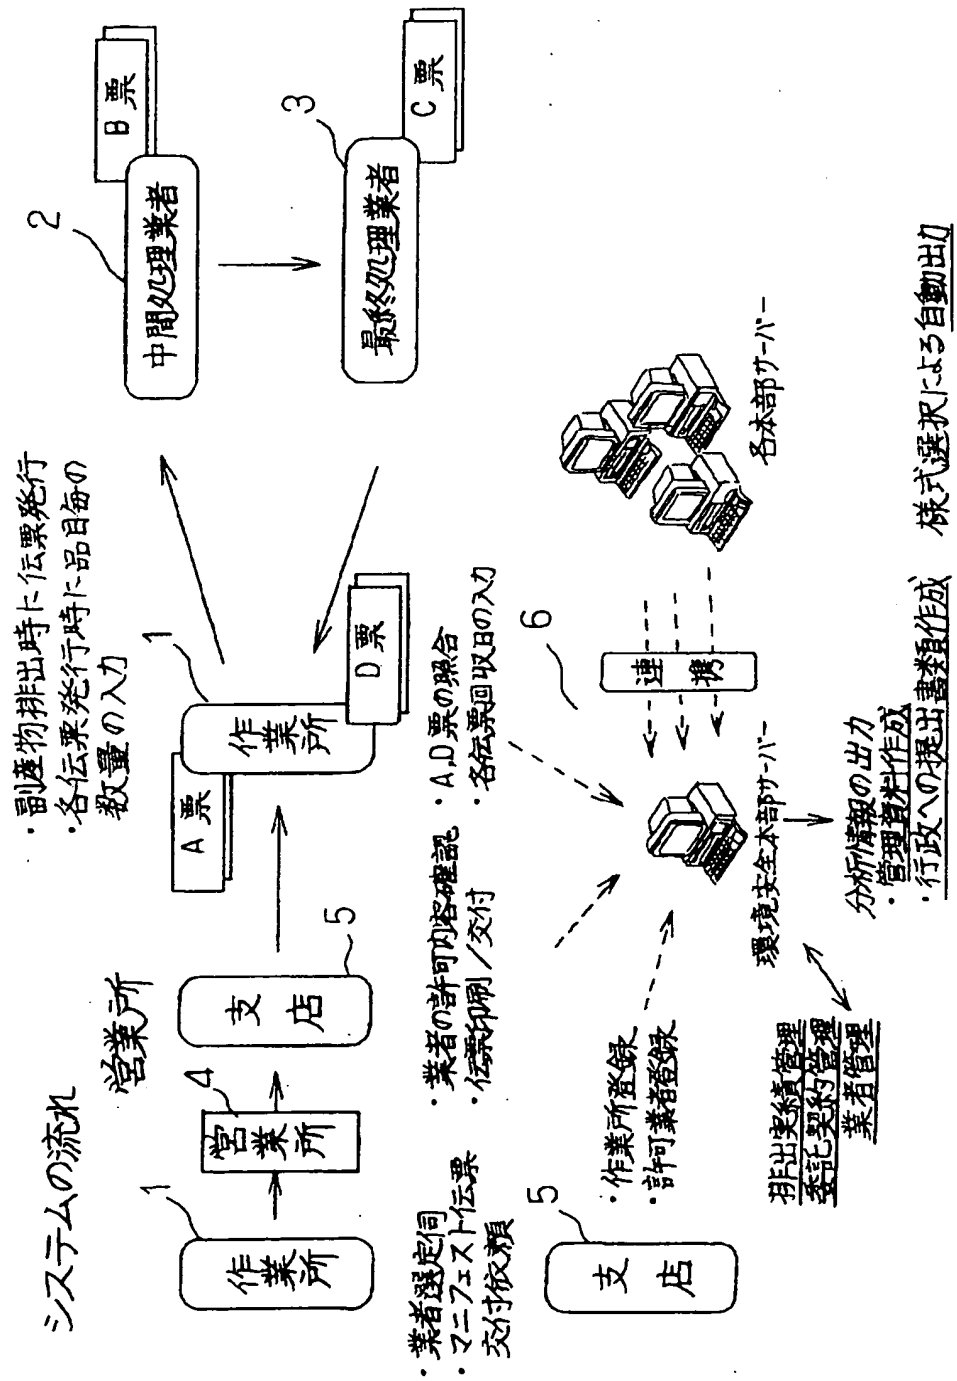 システムの流れ
営業所
・副産物排出時に伝票発行
・各伝票発行時に品目毎の
数量の入力
1
作業所
4
営業所
5
支店
A票
1
作業所
D票
2
中間処理業者
B票
3
最終処理業者
C票
・業者選定伺
・マニフェスト伝票
交付依頼
・業者の許可内容確認
・伝票印刷／交付
・A,D票の照合
・各伝票回収日の入力
5
支店
・作業所登録
・許可業者登録
6
連携
環境安全本部サーバー
各本部サーバー
排出実績管理
委託契約管理
業者管理
分析情報の出力
・管理資料作成
・行政への提出書類作成
様式選択による自動出力